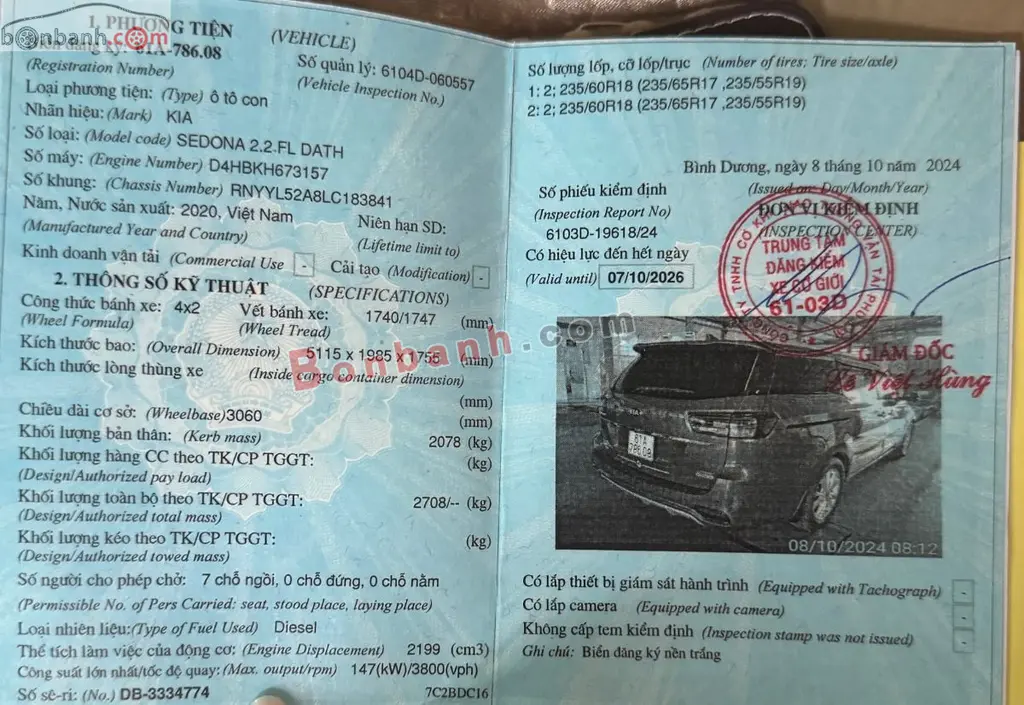 bonbanh.com
1. PHƯƠNG TIỆN (VEHICLE)
61A-786.08
(Registration Number)
Số quản lý: 6104D-060557
(Vehicle Inspection No.)
Loại phương tiện: (Type) ô tô con
Nhãn hiệu: (Mark) KIA
Số loại: (Model code) SEDONA 2.2 FL DATH
Số máy: (Engine Number) D4HBKH673157
Số khung: (Chassis Number) RNYYL52A8LC183841
Năm, Nước sản xuất: 2020, Việt Nam
(Manufactured Year and Country)
Niên hạn SD:
(Lifetime limit to)
Kinh doanh vận tải (Commercial Use - Cải tạo (Modification) -
2. THÔNG SỐ KỸ THUẬT (SPECIFICATIONS)
Công thức bánh xe: 4x2
(Wheel Formula)
Vết bánh xe: 1740/1747 (mm)
(Wheel Tread)
Kích thước bao: (Overall Dimension) 5115 x 1985 x 1755 (mm)
Kích thước lòng thùng xe (Inside cargo container dimension)
(mm)
Chiều dài cơ sở: (Wheelbase)3060 (mm)
Khối lượng bản thân: (Kerb mass) 2078 (kg)
Khối lượng hàng CC theo TK/CP TGGT: (kg)
(Design/Authorized pay load)
Khối lượng toàn bộ theo TK/CP TGGT: 2708/-- (kg)
(Design/Authorized total mass)
Khối lượng kéo theo TK/CP TGGT: (kg)
(Design/Authorized towed mass)
Số người cho phép chở: 7 chỗ ngồi, 0 chỗ đứng, 0 chỗ nằm
(Permissible No. of Pers Carried: seat, stood place, laying place)
Loại nhiên liệu:(Type of Fuel Used) Diesel
Thể tích làm việc của động cơ: (Engine Displacement) 2199 (cm3)
Công suất lớn nhất/tốc độ quay: (Max. output/rpm) 147(kW)/3800(vph)
Số sê-ri: (No.) DB-3334774 7C2BDC16
Bonbanh.com
Số lượng lốp, cỡ lốp/trục (Number of tires; Tire size/axle)
1: 2; 235/60R18 (235/65R17 ,235/55R19)
2: 2; 235/60R18 (235/65R17 ,235/55R19)
Bình Dương, ngày 8 tháng 10 năm 2024
(Issued on: Day/Month/Year)
Số phiếu kiểm định
(Inspection Report No)
6103D-19618/24
Có hiệu lực đến hết ngày
(Valid until) 07/10/2026
ĐƠN VỊ KIỂM ĐỊNH
(INSPECTION CENTER)
TRUNG TÂM
ĐĂNG KIỂM
XE CƠ GIỚI
61-03D
GIÁM ĐỐC
Lê Việt Hùng
KIA
61A
786.08
08/10/2024 08:12
Có lắp thiết bị giám sát hành trình (Equipped with Tachograph) -
Có lắp camera (Equipped with camera) -
Không cấp tem kiểm định (Inspection stamp was not issued) -
Ghi chú: Biển đăng ký nền trắng